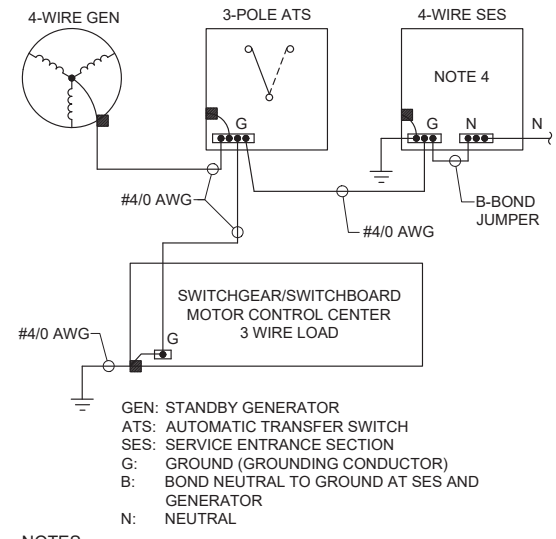 4-WIRE GEN
3-POLE ATS
4-WIRE SES
NOTE 4
G
G
N
N
#4/0 AWG
#4/0 AWG
B-BOND
JUMPER
SWITCHGEAR/SWITCHBOARD
MOTOR CONTROL CENTER
3 WIRE LOAD
#4/0 AWG
G
GEN: STANDBY GENERATOR
ATS: AUTOMATIC TRANSFER SWITCH
SES: SERVICE ENTRANCE SECTION
G: GROUND (GROUNDING CONDUCTOR)
B: BOND NEUTRAL TO GROUND AT SES AND
GENERATOR
N: NEUTRAL
NOTES